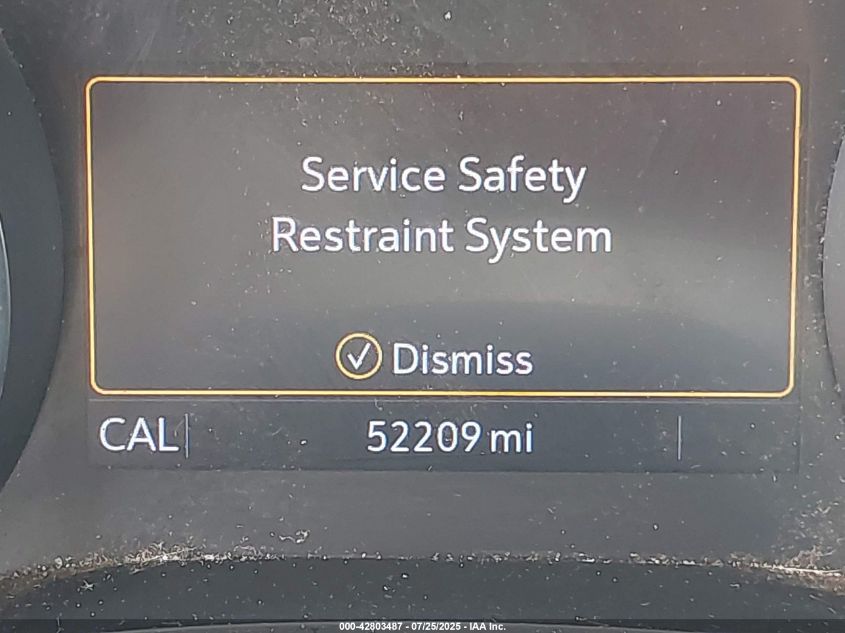 Service Safety
Restraint System
Dismiss
CAL 52209 mi
000-42803487 - 07/25/2025 - IAA Inc.